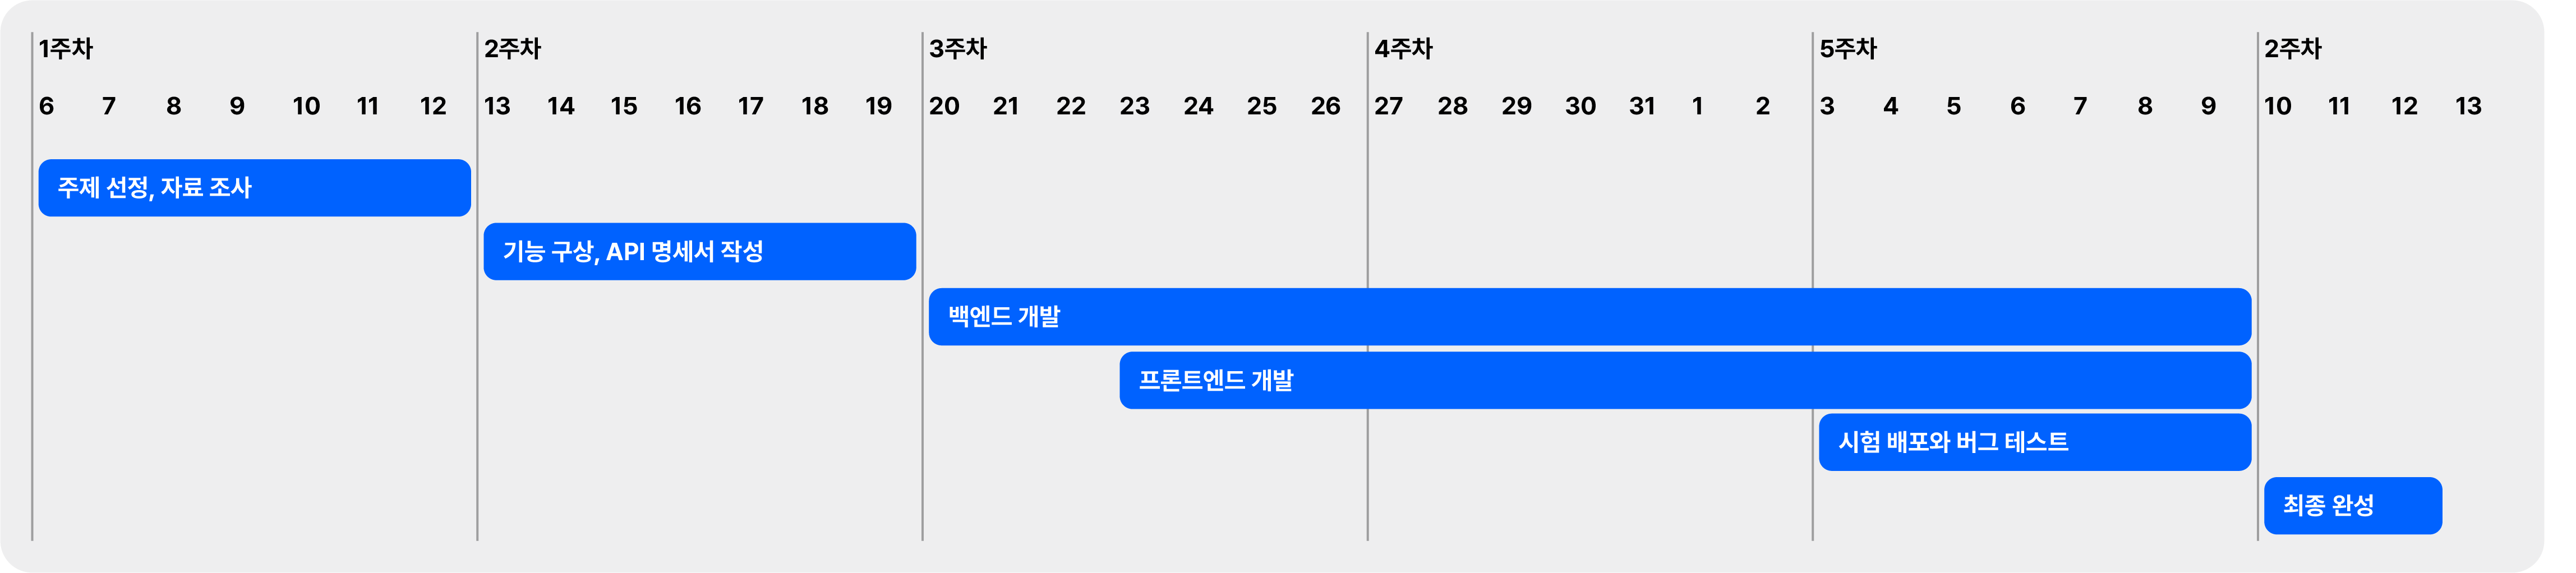 1주차 2주차 3주차 4주차 5주차 2주차
6 7 8 9 10 11 12 13 14 15 16 17 18 19 20 21 22 23 24 25 26 27 28 29 30 31 1 2 3 4 5 6 7 8 9 10 11 12 13
주제 선정, 자료 조사
기능 구상, API 명세서 작성
백엔드 개발
프론트엔드 개발
시험 배포와 버그 테스트
최종 완성